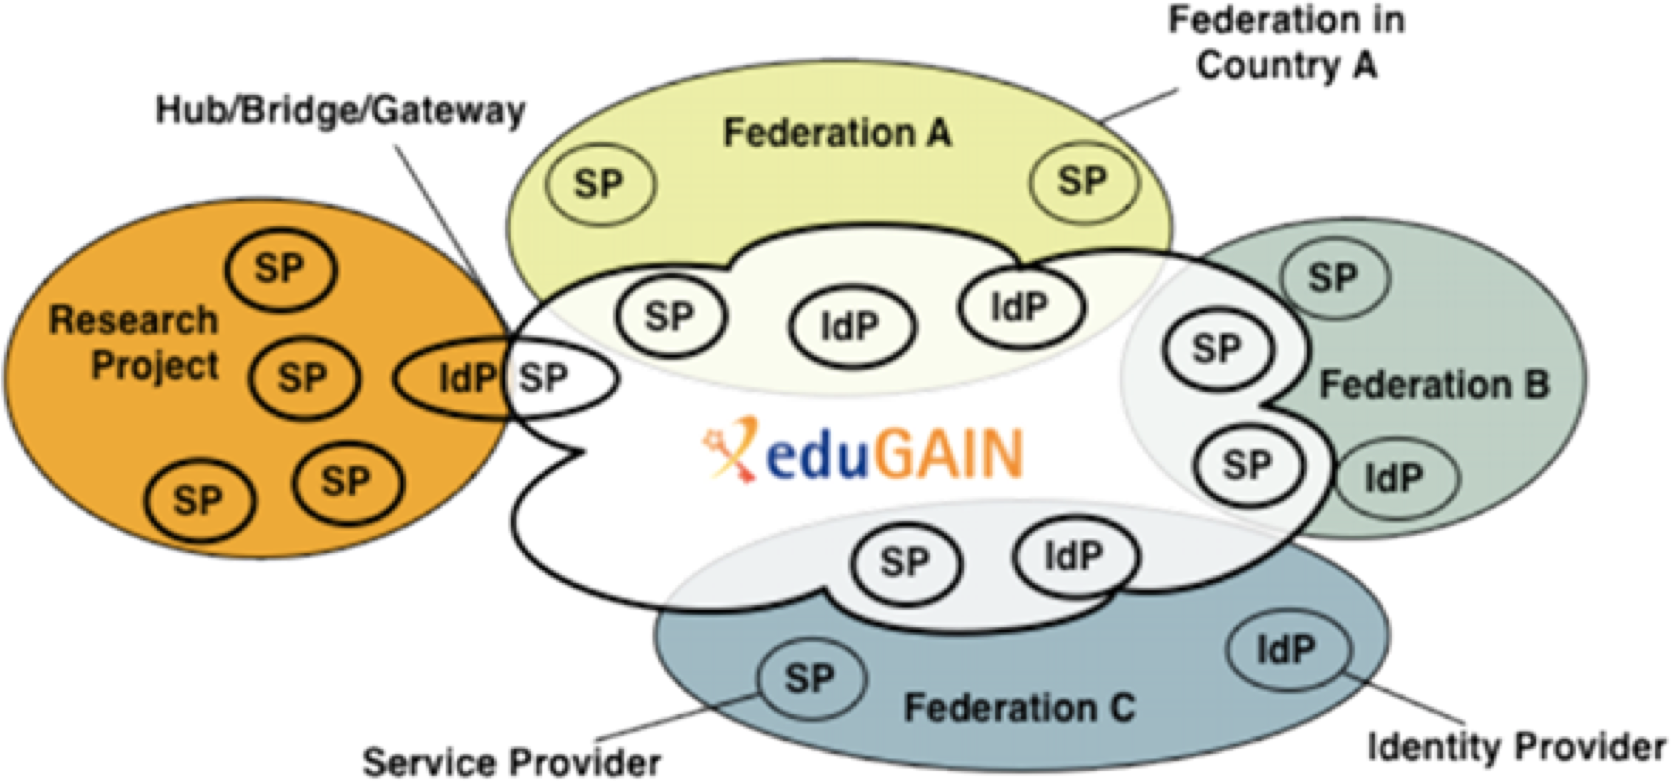 Federation in
Country A
Hub/Bridge/Gateway
Federation A
SP
SP
SP
SP
Research
Project
SP
IdP
IdP
SP
Federation B
SP
IdP
SP
SP
IdP
eduGAIN
SP
SP
SP
IdP
SP
IdP
Federation C
Service Provider
Identity Provider